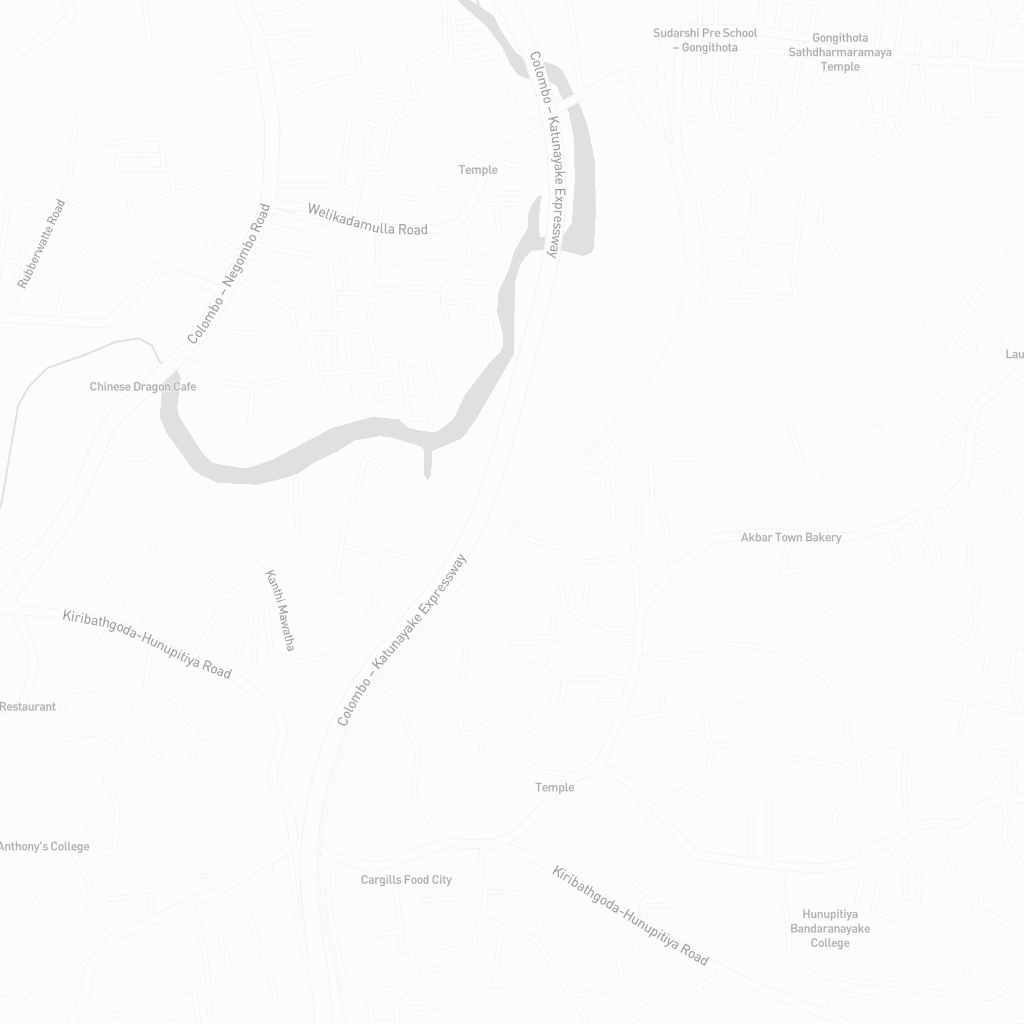 Sudarshi Pre School
– Gongithota
Gongithota
Sathdharmaramaya
Temple
Colombo – Katunayake Expressway
Temple
Rubberwatte Road
Welikadamulla Road
Colombo – Negombo Road
Lau
Chinese Dragon Cafe
Akbar Town Bakery
Kanthi Mawatha
Colombo – Katunayake Expressway
Kiribathgoda-Hunupitiya Road
Restaurant
Temple
Anthony's College
Cargills Food City
Kiribathgoda-Hunupitiya Road
Hunupitiya
Bandaranayake
College